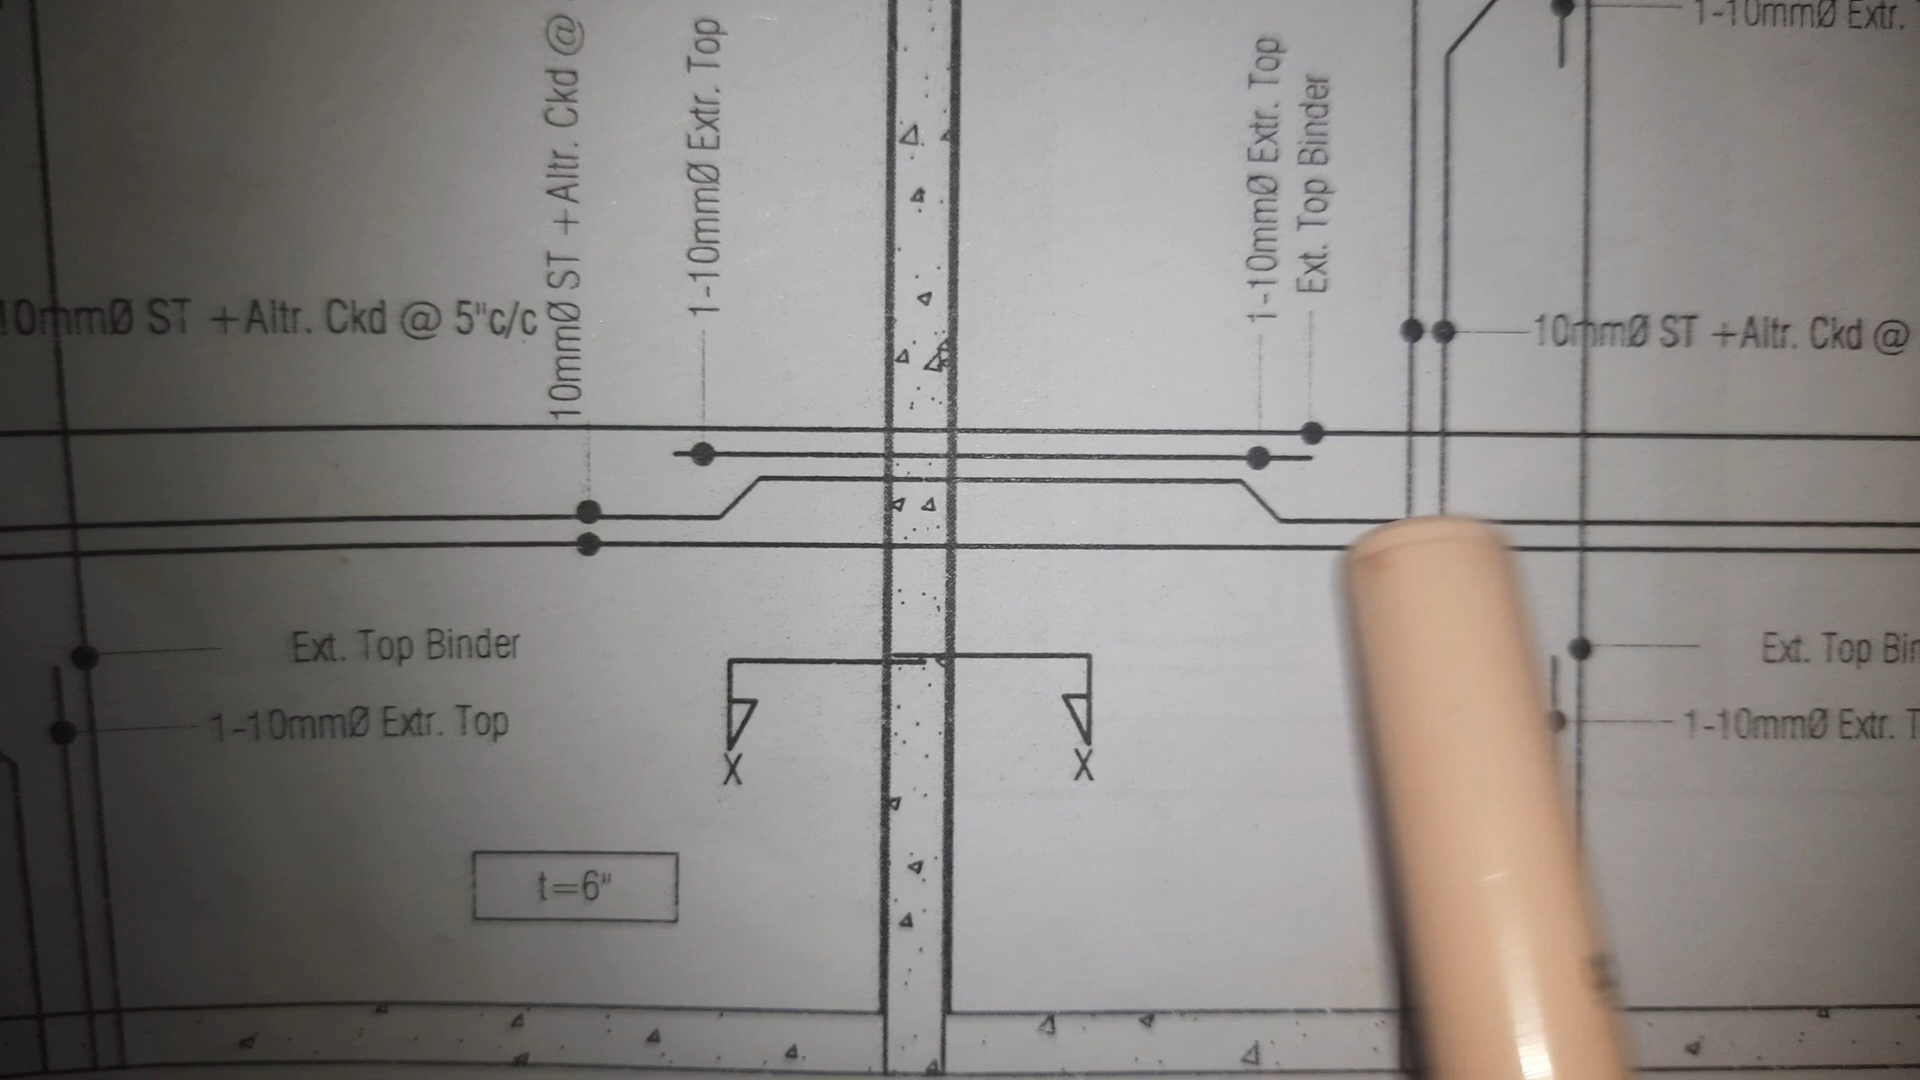 10mmØ ST +Altr. Ckd @
1-10mmØ Extr. Top
1-10mmØ Extr. Top
Ext. Top Binder
1-10mmØ Extr.
10mmØ ST +Altr. Ckd @ 5"c/c
10mmØ ST +Altr. Ckd @
Ext. Top Binder
Ext. Top
1-10mmØ Extr. Top
1-10mmØ Extr.
X
X
t=6"